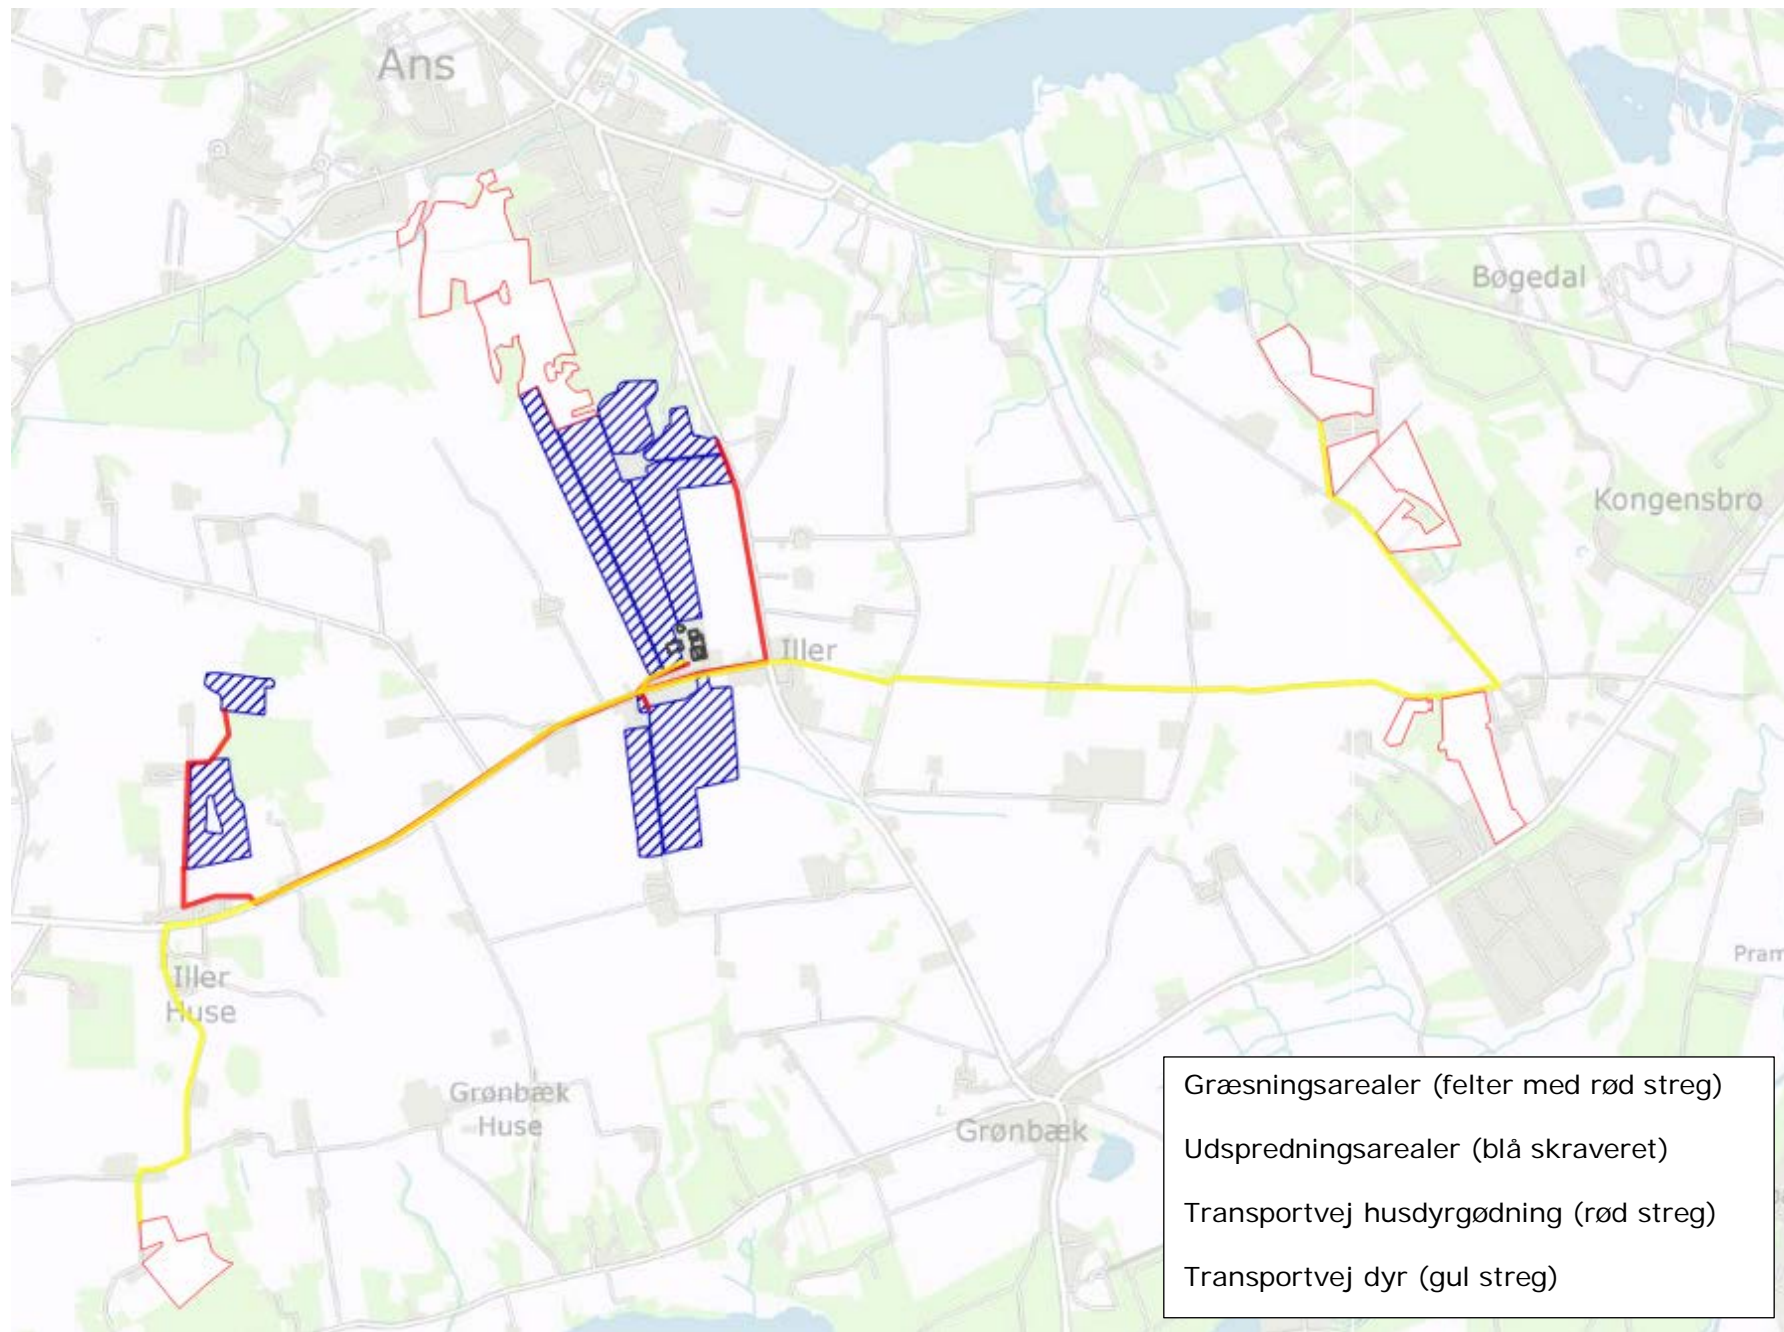 Ans
Bøgedal
Kongensbro
Iller
Iller
Huse
Grønbæk
Huse
Grønbæk
Pram
Græsningsarealer (felter med rød streg)
Udspredningsarealer (blå skraveret)
Transportvej husdyrgødning (rød streg)
Transportvej dyr (gul streg)